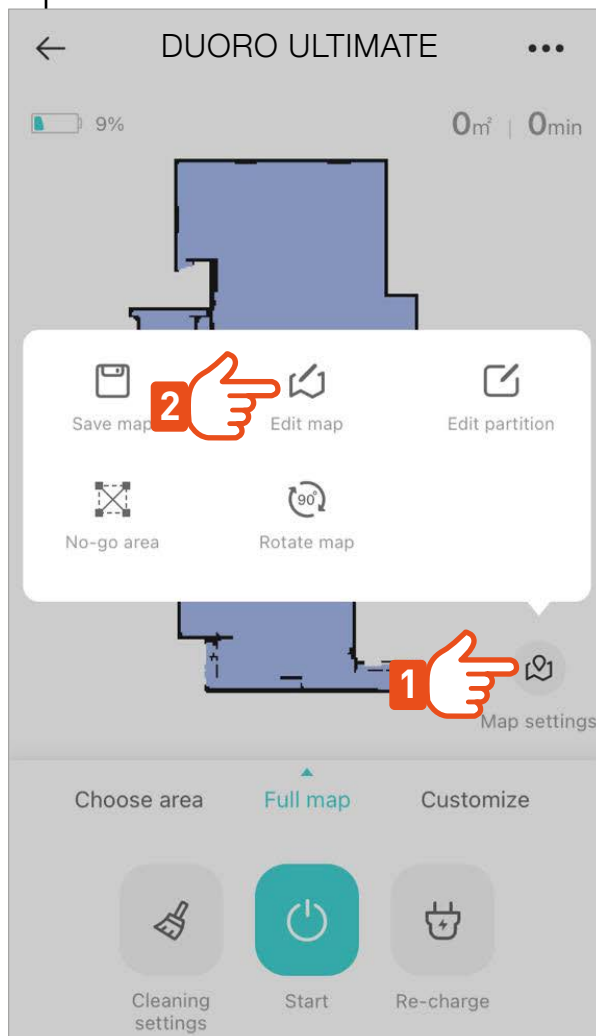 DUORO ULTIMATE
9%
0m² | 0min
2
Save map
Edit map
Edit partition
90°
No-go area
Rotate map
1
Map settings
Choose area
Full map
Customize
Cleaning settings
Start
Re-charge